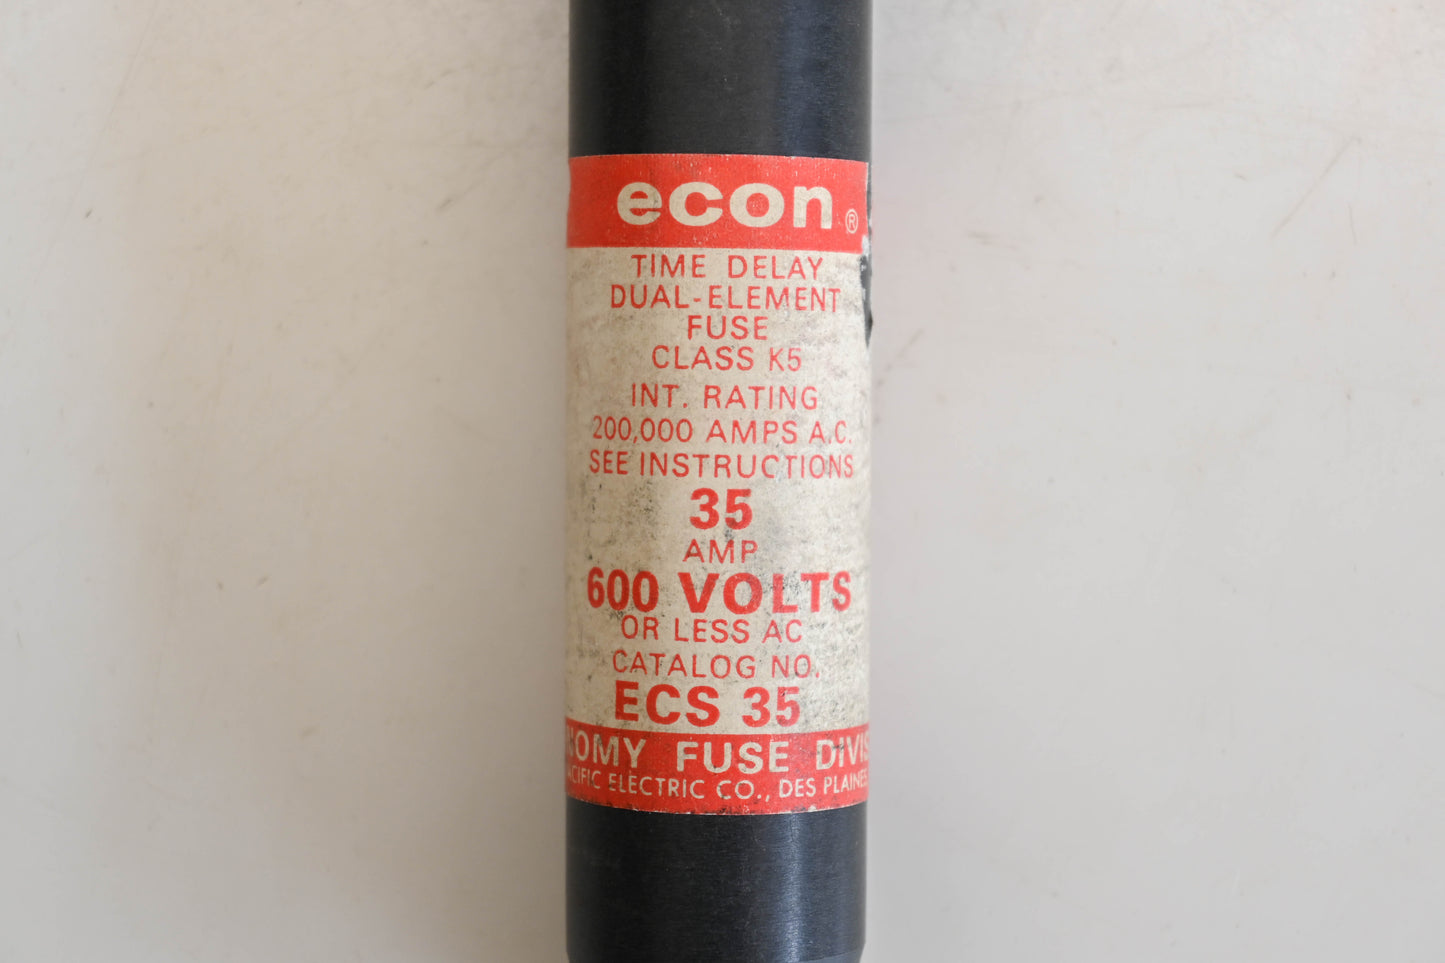 econ ®
TIME DELAY
DUAL-ELEMENT
FUSE
CLASS K5
INT. RATING
200,000 AMPS A.C.
SEE INSTRUCTIONS
35
AMP
600 VOLTS
OR LESS AC
CATALOG NO.
ECS 35
NOMY FUSE DIVIS
ACIFIC ELECTRIC CO., DES PLAINES